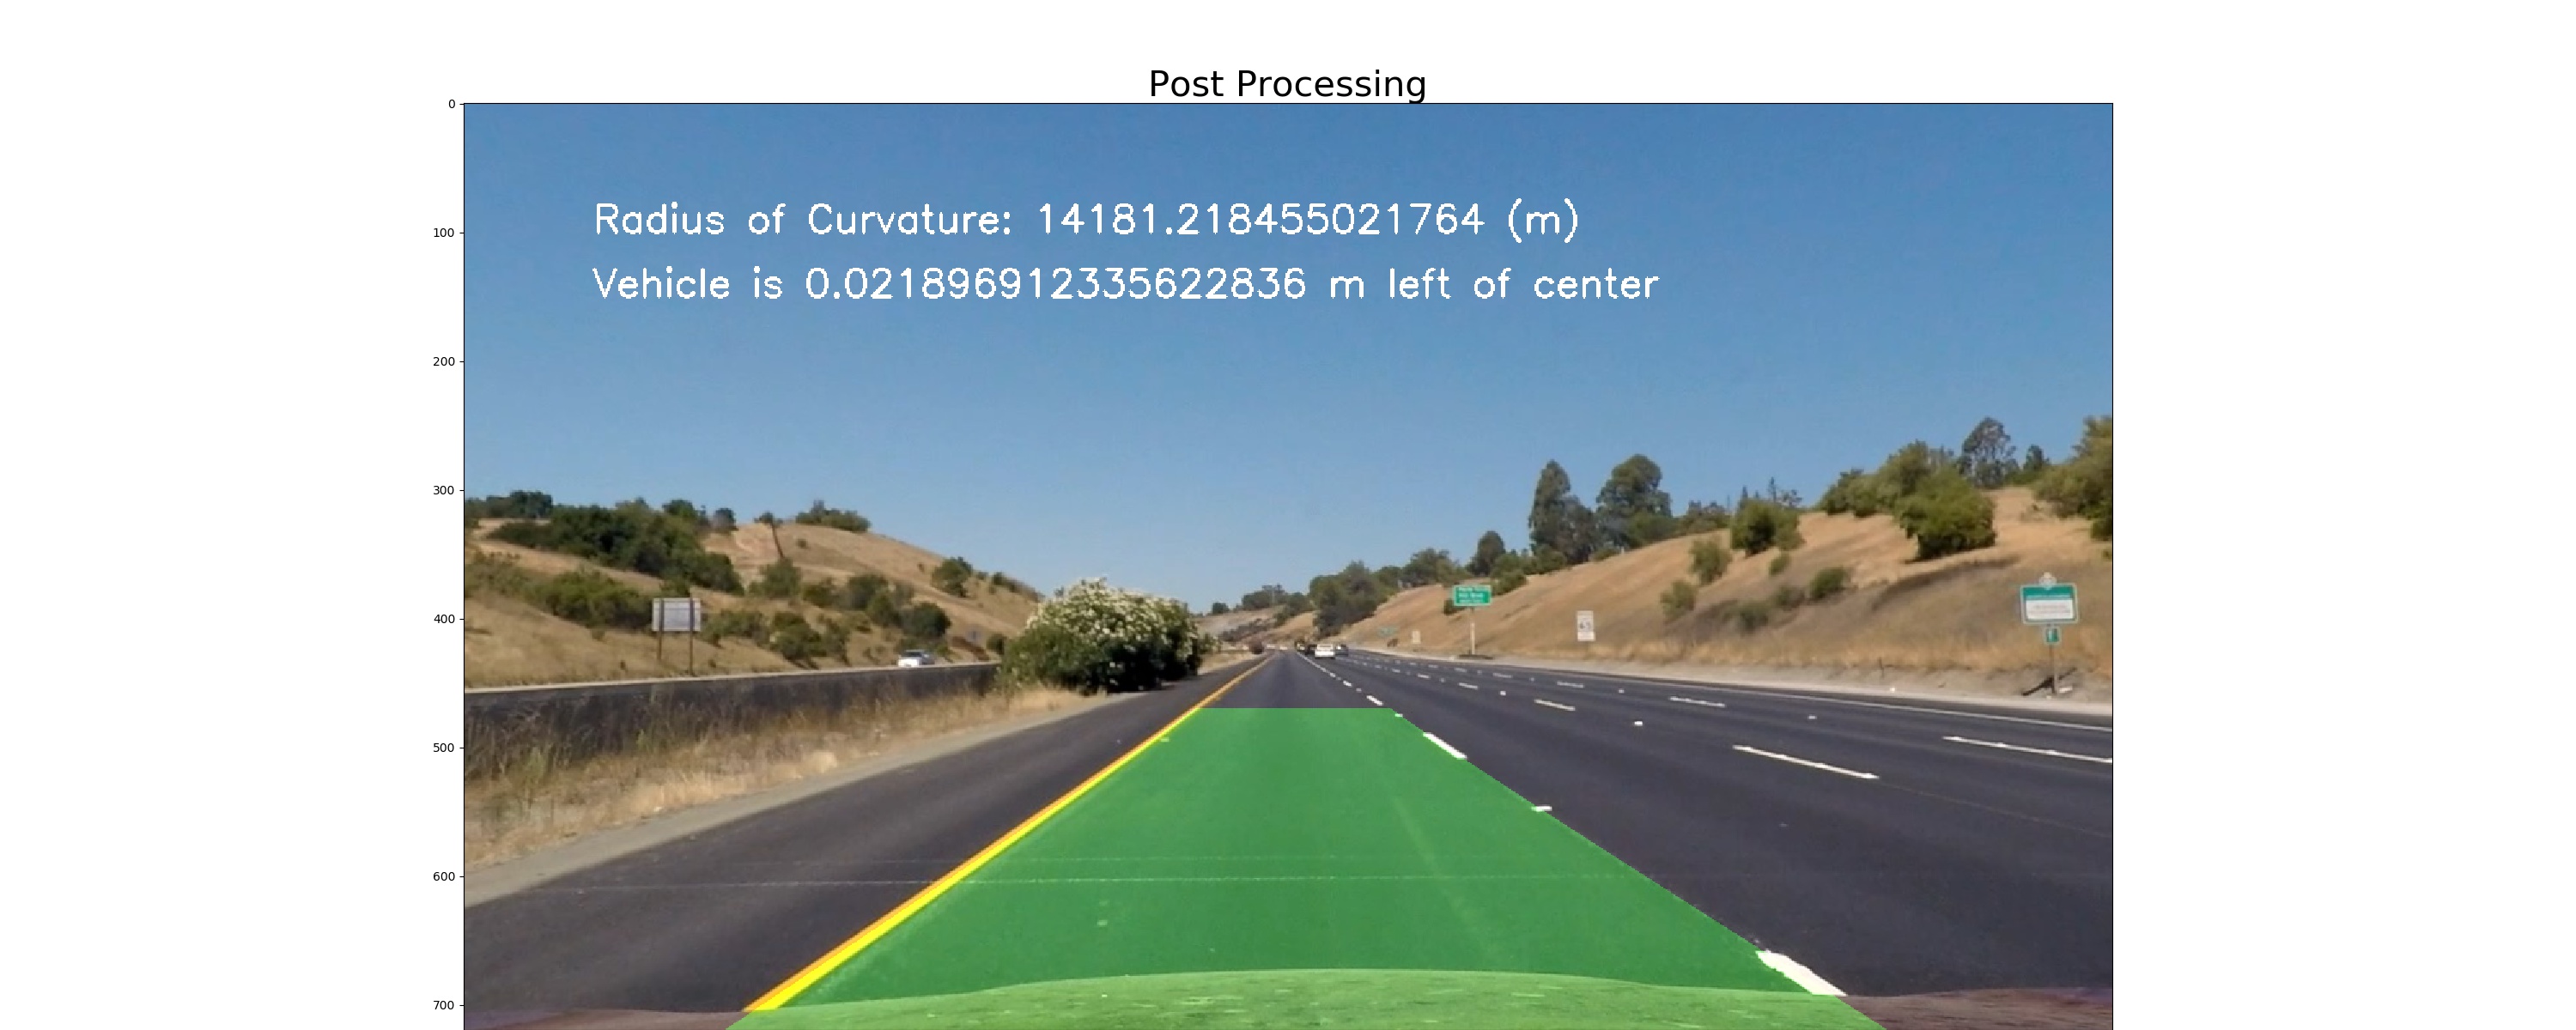 Post Processing
0
Radius of Curvature: 14181.218455021764 (m)
100
Vehicle is 0.021896912335622836 m left of center
200
300
400
500
600
700